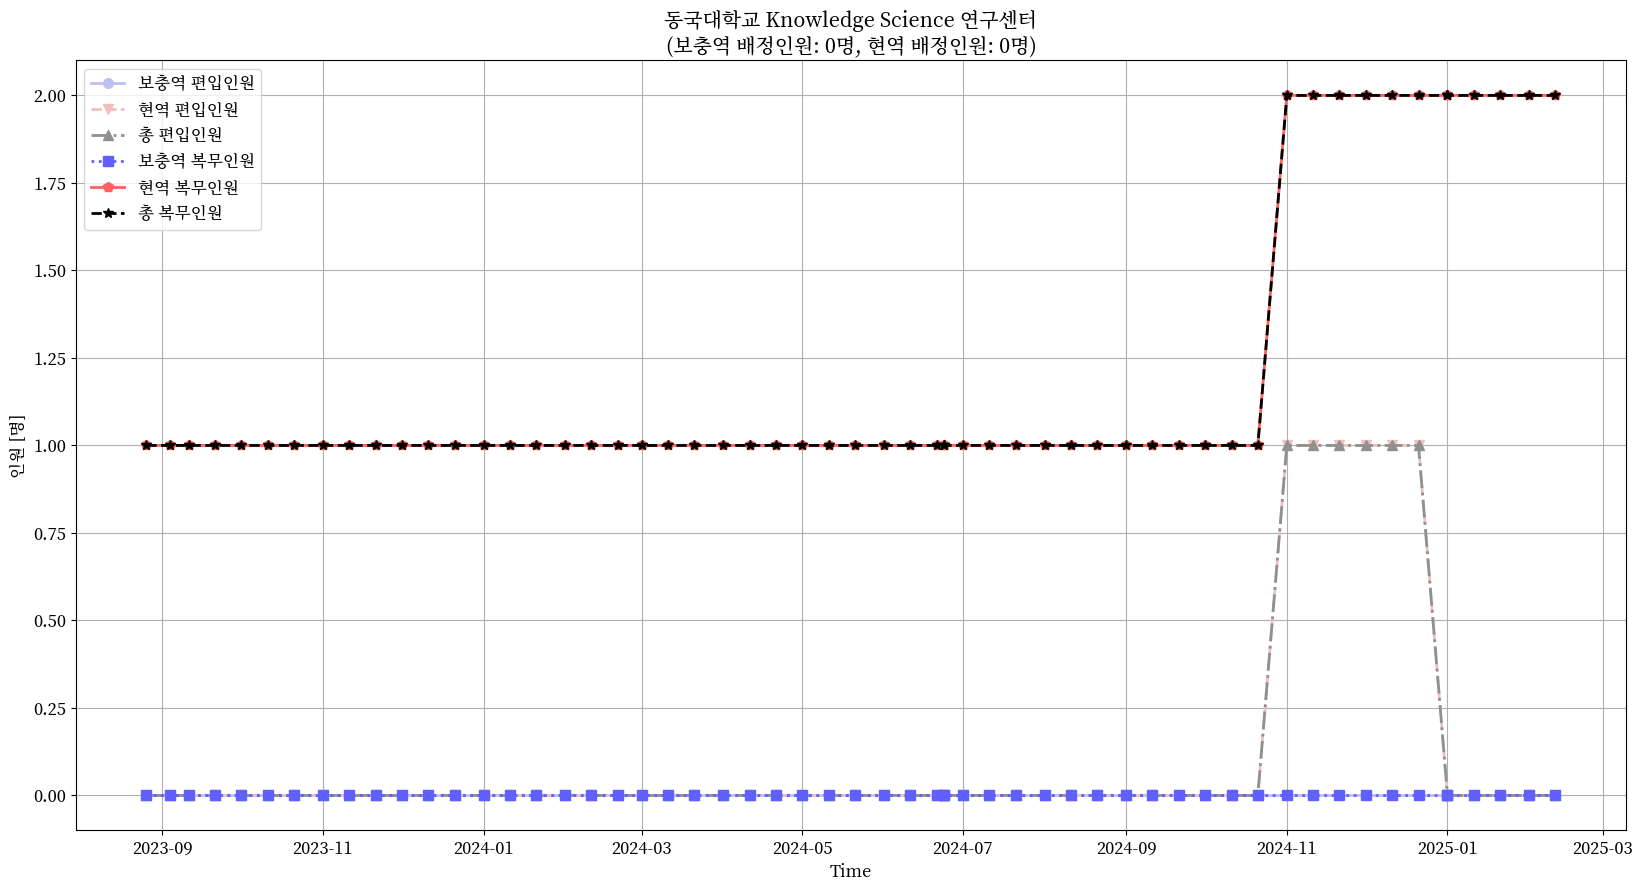 동국대학교 Knowledge Science 연구센터
(보충역 배정인원: 0명, 현역 배정인원: 0명)
보충역 편입인원
현역 편입인원
총 편입인원
보충역 복무인원
현역 복무인원
총 복무인원
2.00
1.75
1.50
1.25
1.00
0.75
0.50
0.25
0.00
인원 [명]
2023-09 2023-11 2024-01 2024-03 2024-05 2024-07 2024-09 2024-11 2025-01 2025-03
Time